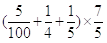 (5/100 + 1/4 + 1/5) × 7/5